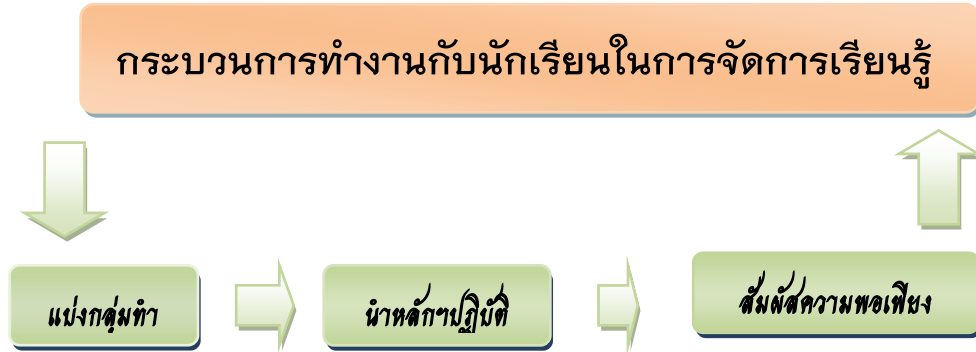 กระบวนการทำงานกับนักเรียนในการจัดการเรียนรู้
แบ่งกลุ่มทำ
นำหลักฯปฏิบัติ
สัมผัสความพอเพียง